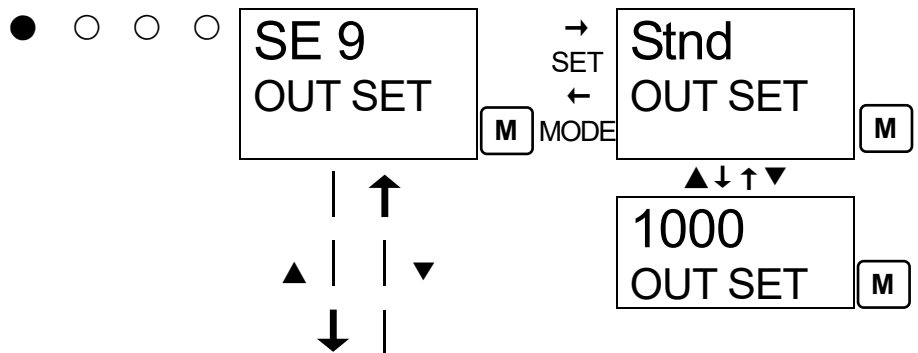 SE 9
OUT SET
M
→
SET
←
MODE
Stnd
OUT SET
M
▲↓↑▼
1000
OUT SET
M
▲ ▼